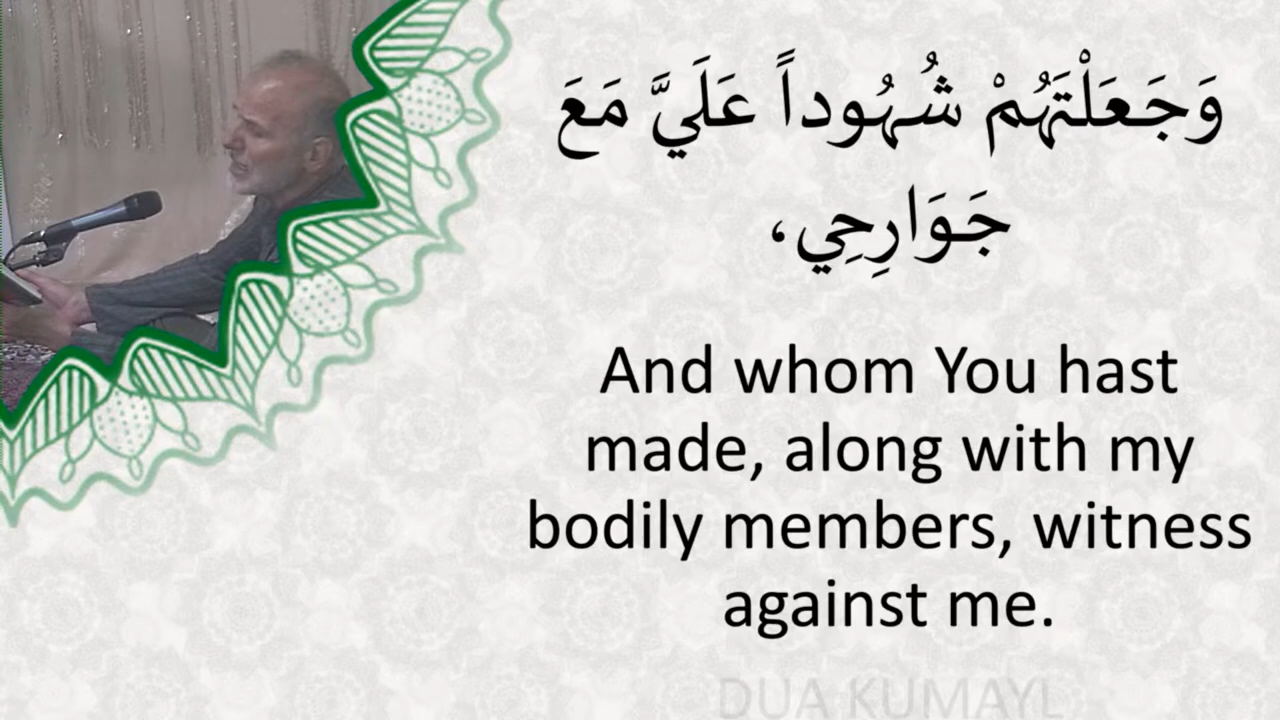 وَجَعَلْتَهُمْ شُهُوداً عَلَيَّ مَعَ
جَوَارِحِي،
And whom You hast
made, along with my
bodily members, witness
against me.
DUA KUMAYL